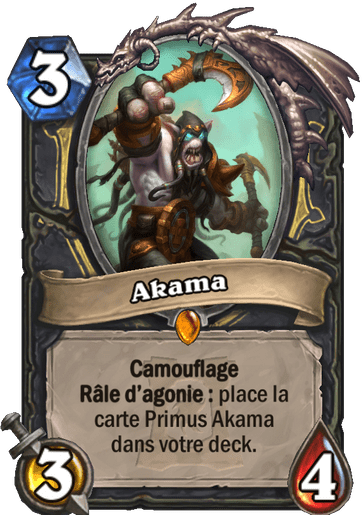 3
Akama
Camouflage
Râle d'agonie : place la
carte Primus Akama
dans votre deck.
3
4